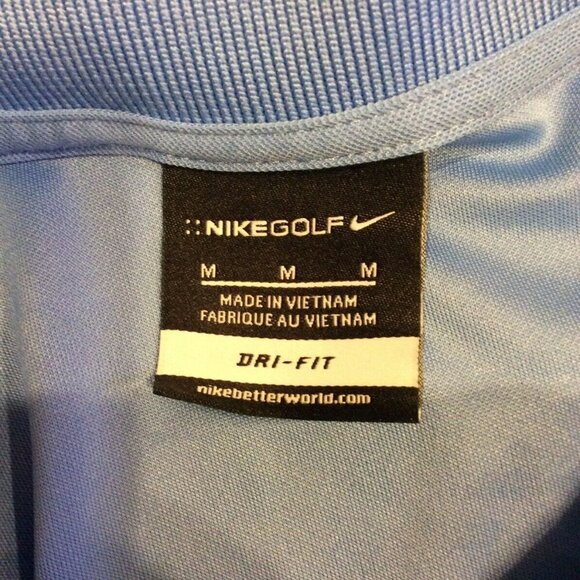 NIKEGOLF
M M M
MADE IN VIETNAM
FABRIQUE AU VIETNAM
DRI-FIT
nikebetterworld.com